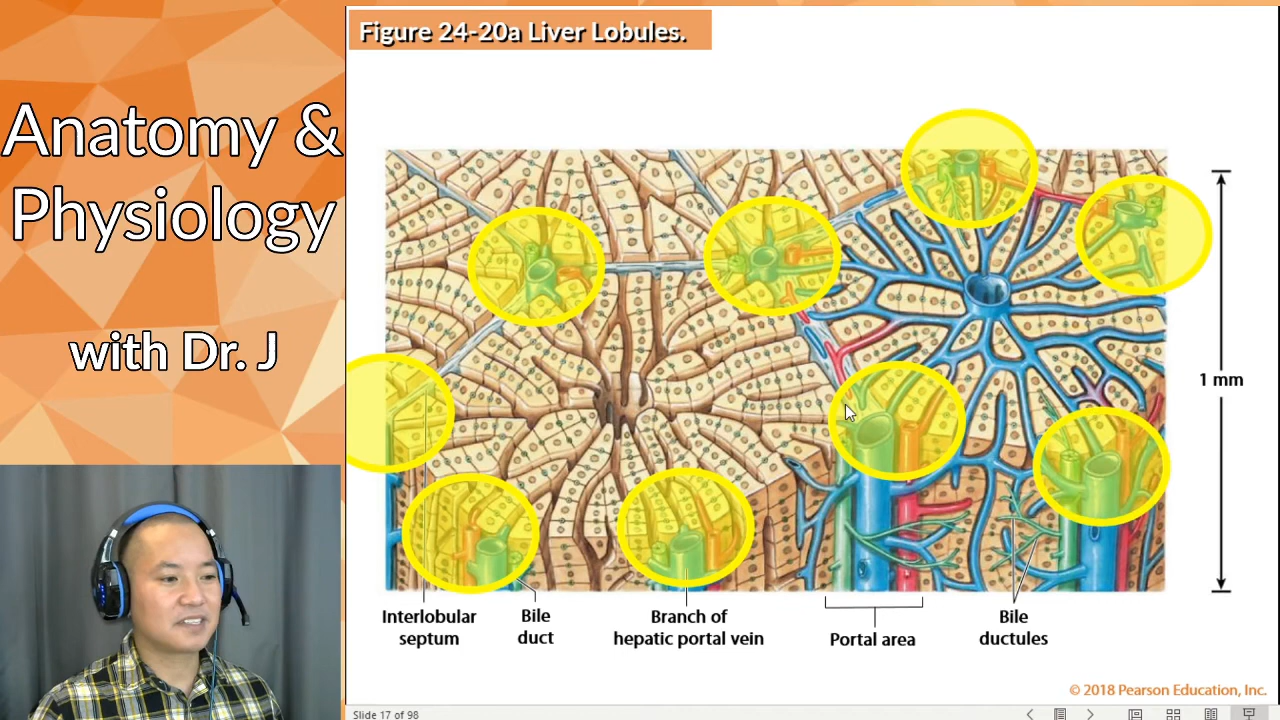 Anatomy &
Physiology
with Dr. J
Figure 24-20a Liver Lobules.
1 mm
Interlobular
septum
Bile
duct
Branch of
hepatic portal vein
Portal area
Bile
ductules
© 2018 Pearson Education, Inc.
Slide 17 of 98